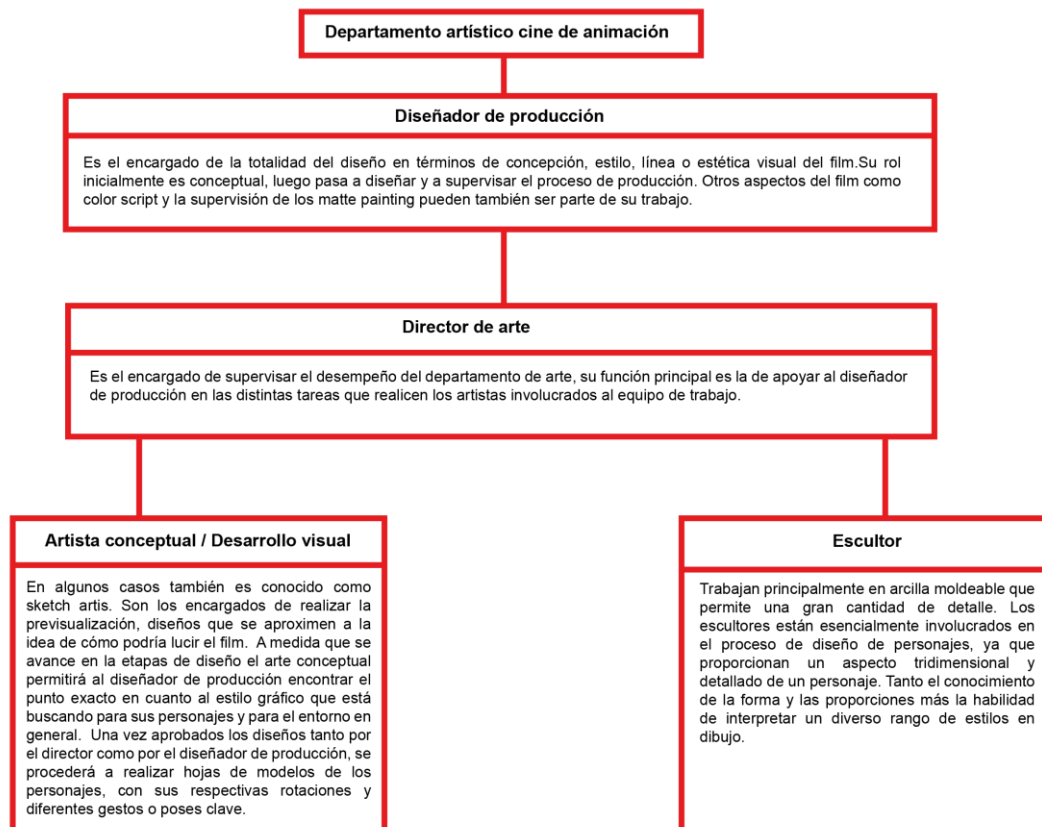 Departamento artístico cine de animación
Diseñador de producción
Es el encargado de la totalidad del diseño en términos de concepción, estilo, línea o estética visual del film.Su rol
inicialmente es conceptual, luego pasa a diseñar y a supervisar el proceso de producción. Otros aspectos del film como
color script y la supervisión de los matte painting pueden también ser parte de su trabajo.
Director de arte
Es el encargado de supervisar el desempeño del departamento de arte, su función principal es la de apoyar al diseñador
de producción en las distintas tareas que realicen los artistas involucrados al equipo de trabajo.
Artista conceptual / Desarrollo visual
En algunos casos también es conocido como
sketch artis. Son los encargados de realizar la
previsualización, diseños que se aproximen a la
idea de cómo podría lucir el film. A medida que se
avance en la etapas de diseño el arte conceptual
permitirá al diseñador de producción encontrar el
punto exacto en cuanto al estilo gráfico que está
buscando para sus personajes y para el entorno en
general. Una vez aprobados los diseños tanto por
el director como por el diseñador de producción, se
procederá a realizar hojas de modelos de los
personajes, con sus respectivas rotaciones y
diferentes gestos o poses clave.
Escultor
Trabajan principalmente en arcilla moldeable que
permite una gran cantidad de detalle. Los
escultores están esencialmente involucrados en
el proceso de diseño de personajes, ya que
proporcionan un aspecto tridimensional y
detallado de un personaje. Tanto el conocimiento
de la forma y las proporciones más la habilidad
de interpretar un diverso rango de estilos en
dibujo.